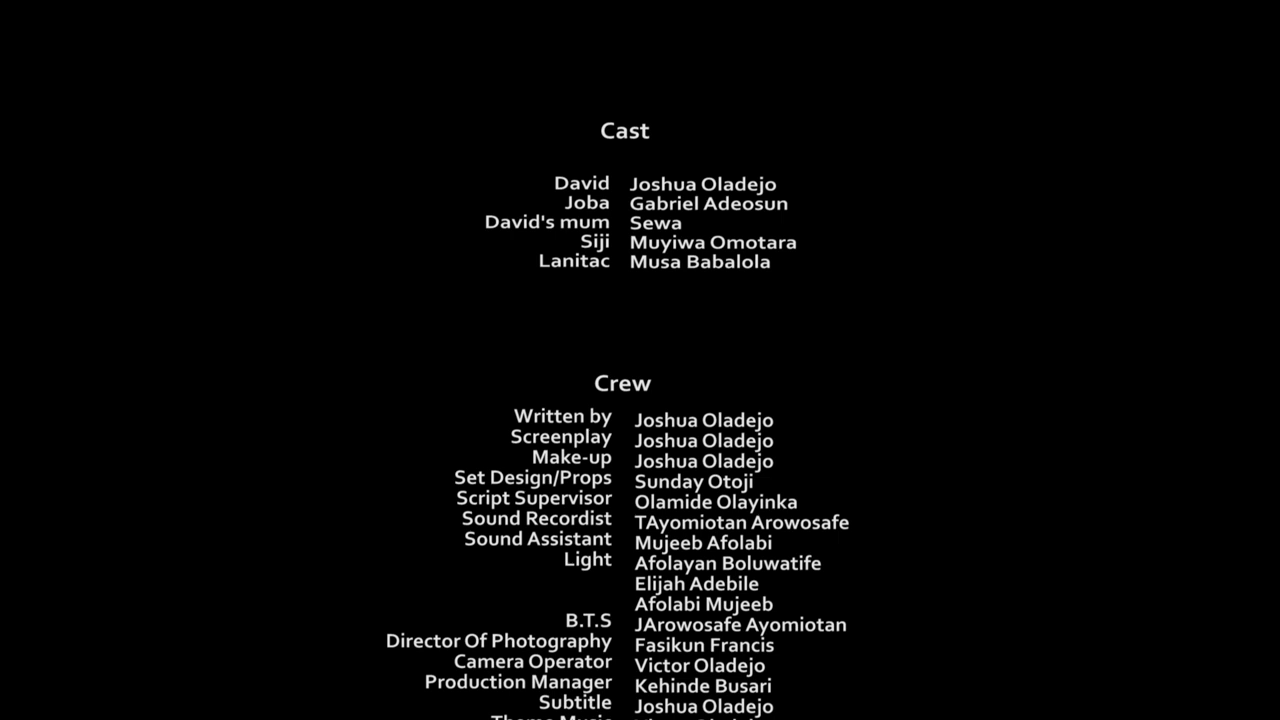 Cast
David Joshua Oladejo
Joba Gabriel Adeosun
David's mum Sewa
Siji Muyiwa Omotara
Lanitac Musa Babalola
Crew
Written by Joshua Oladejo
Screenplay Joshua Oladejo
Make-up Joshua Oladejo
Set Design/Props Sunday Otoji
Script Supervisor Olamide Olayinka
Sound Recordist TAyomiotan Arowosafe
Sound Assistant Mujeeb Afolabi
Light Afolayan Boluwatife
Elijah Adebile
Afolabi Mujeeb
B.T.S JArowosafe Ayomiotan
Director Of Photography Fasikun Francis
Camera Operator Victor Oladejo
Production Manager Kehinde Busari
Subtitle Joshua Oladejo